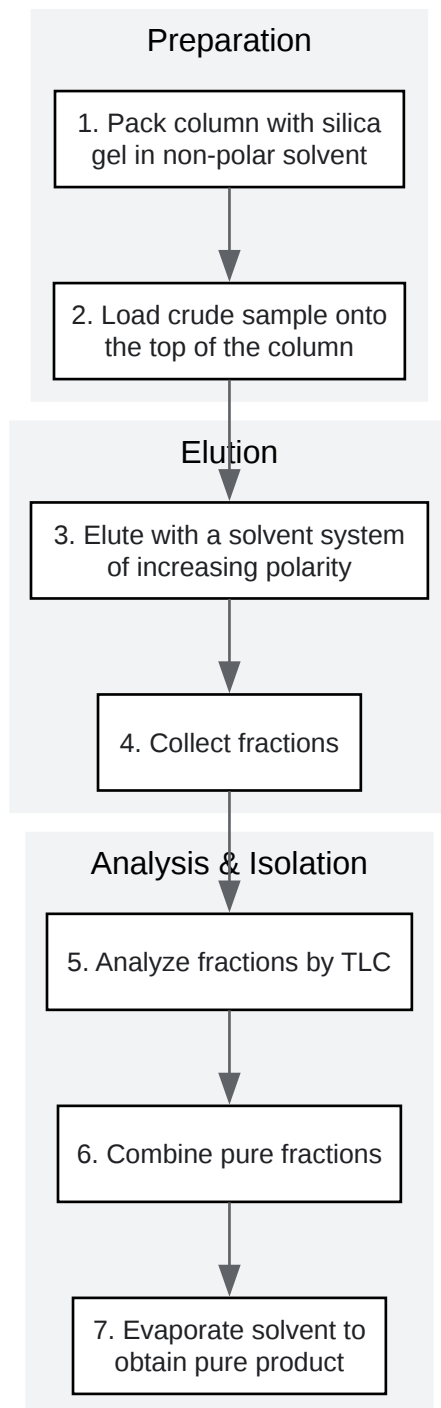 Preparation
1. Pack column with silica
gel in non-polar solvent
2. Load crude sample onto
the top of the column
Elution
3. Elute with a solvent system
of increasing polarity
4. Collect fractions
Analysis & Isolation
5. Analyze fractions by TLC
6. Combine pure fractions
7. Evaporate solvent to
obtain pure product